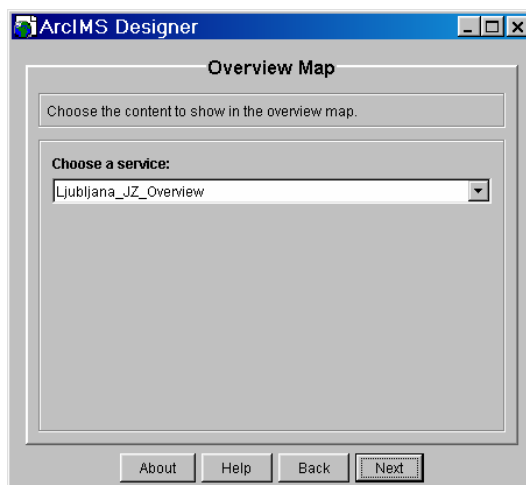 ArcIMS Designer
Overview Map
Choose the content to show in the overview map.
Choose a service:
Ljubljana_JZ_Overview
About Help Back Next